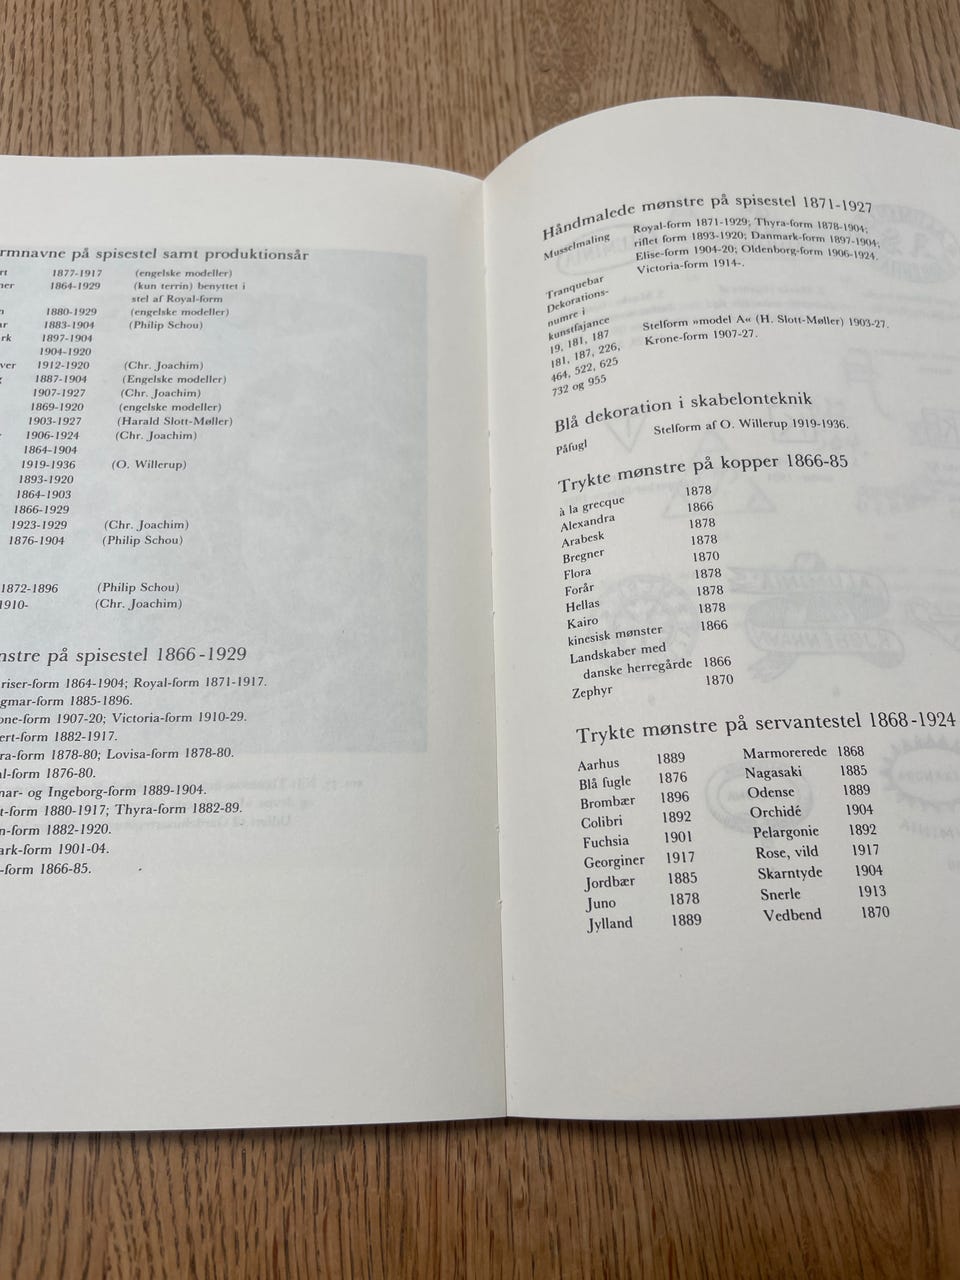 rmnavne på spisestel samt produktionsår
rt 1877-1917 (engelske modeller)
ner 1864-1929 (kun terrin) benyttet i
stel af Royal-form
n 1880-1929 (engelske modeller)
ar 1883-1904 (Philip Schou)
rk 1897-1904
1904-1920
ver 1912-1920 (Chr. Joachim)
g 1887-1904 (Engelske modeller)
1907-1927 (Chr. Joachim)
1869-1920 (engelske modeller)
1903-1927 (Harald Slott-Møller)
r 1906-1924 (Chr. Joachim)
1864-1904
1919-1936 (O. Willerup)
1893-1920
1864-1903
1866-1929
1923-1929 (Chr. Joachim)
1876-1904 (Philip Schou)
1872-1896 (Philip Schou)
1910- (Chr. Joachim)
nstre på spisestel 1866-1929
riser-form 1864-1904; Royal-form 1871-1917.
gmar-form 1885-1896.
one-form 1907-20; Victoria-form 1910-29.
ert-form 1882-1917.
ra-form 1878-80; Lovisa-form 1878-80.
al-form 1876-80.
nar- og Ingeborg-form 1889-1904.
t-form 1880-1917; Thyra-form 1882-89.
n-form 1882-1920.
ark-form 1901-04.
-form 1866-85.
Håndmalede mønstre på spisestel 1871-1927
Musselmaling Royal-form 1871-1929; Thyra-form 1878-1904;
riflet form 1893-1920; Danmark-form 1897-1904;
Elise-form 1904-20; Oldenborg-form 1906-1924.
Victoria-form 1914-.
Tranquebar
Dekorations-
numre i
kunstfajance
19, 181, 187 Stelform »model A« (H. Slott-Møller) 1903-27.
181, 187, 226, Krone-form 1907-27.
464, 522, 625
732 og 955
Blå dekoration i skabelonteknik
Påfugl Stelform af O. Willerup 1919-1936.
Trykte mønstre på kopper 1866-85
à la grecque 1878
Alexandra 1866
Arabesk 1878
Bregner 1878
Flora 1870
Forår 1878
Hellas 1878
Kairo 1878
kinesisk mønster 1866
Landskaber med
danske herregårde 1866
Zephyr 1870
Trykte mønstre på servantestel 1868-1924
Aarhus 1889 Marmorerede 1868
Blå fugle 1876 Nagasaki 1885
Brombær 1896 Odense 1889
Colibri 1892 Orchidé 1904
Fuchsia 1901 Pelargonie 1892
Georginer 1917 Rose, vild 1917
Jordbær 1885 Skarntyde 1904
Juno 1878 Snerle 1913
Jylland 1889 Vedbend 1870